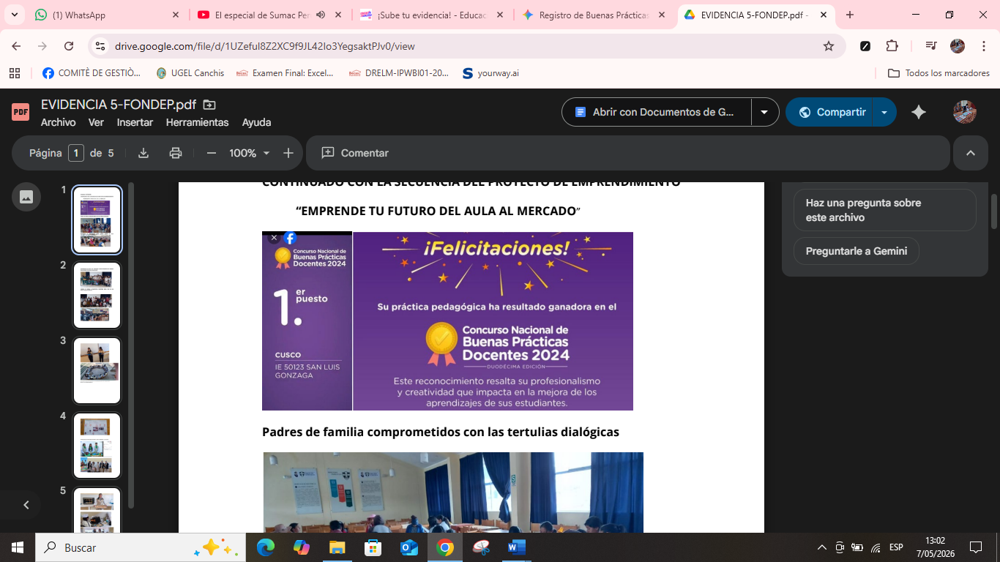 (1) WhatsApp
El especial de Sumac Per
¡Sube tu evidencia! - Educac
Registro de Buenas Prácticas
EVIDENCIA 5-FONDEP.pdf -
drive.google.com/file/d/1UZefuI8Z2XC9f9JL42Io3YegsaktPJv0/view
COMITÈ DE GESTIÒ...
UGEL Canchis
Examen Final: Excel...
DRELM-IPWBI01-20...
yourway.ai
Todos los marcadores
PDF
EVIDENCIA 5-FONDEP.pdf
Archivo Ver Insertar Herramientas Ayuda
Abrir con Documentos de G...
Compartir
Página 1 de 5
100%
Comentar
1
2
3
4
5
CONTINUADO CON LA SECUENCIA DEL PROYECTO DE EMPRENDIMIENTO
“EMPRENDE TU FUTURO DEL AULA AL MERCADO”
Concurso Nacional de
Buenas Prácticas
Docentes 2024
1.er
puesto
CUSCO
IE 50123 SAN LUIS
GONZAGA
¡Felicitaciones!
Su práctica pedagógica ha resultado ganadora en el
Concurso Nacional de
Buenas Prácticas
Docentes 2024
DUODÉCIMA EDICIÓN
Este reconocimiento resalta su profesionalismo
y creatividad que impacta en la mejora de los
aprendizajes de sus estudiantes.
Padres de familia comprometidos con las tertulias dialógicas
Haz una pregunta sobre
este archivo
Preguntarle a Gemini
Buscar
ESP
13:02
7/05/2026